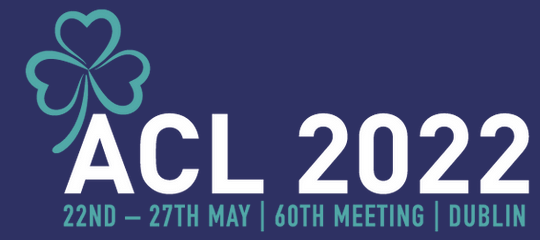 ACL 2022
22ND – 27TH MAY | 60TH MEETING | DUBLIN